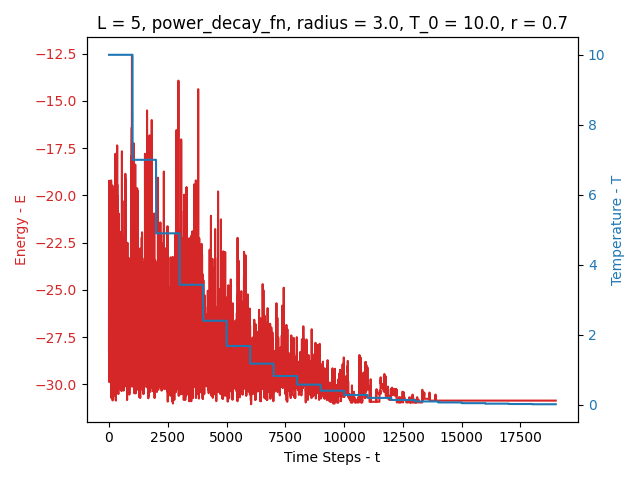 L = 5, power_decay_fn, radius = 3.0, T_0 = 10.0, r = 0.7
−12.5
−15.0
−17.5
−20.0
−22.5
−25.0
−27.5
−30.0
Energy - E
10
8
6
4
2
0
Temperature - T
0 2500 5000 7500 10000 12500 15000 17500
Time Steps - t